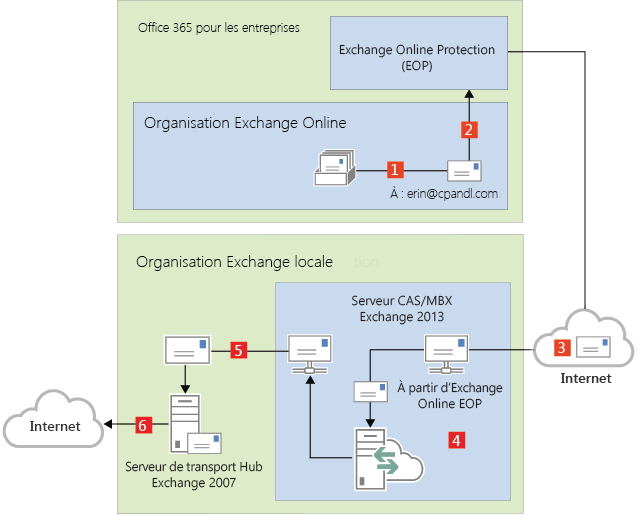 Office 365 pour les entreprises
Exchange Online Protection
(EOP)
Organisation Exchange Online
2
1
À : erin@cpandl.com
Organisation Exchange locale
tion
Serveur CAS/MBX
Exchange 2013
5
3
Internet
À partir d'Exchange
Online EOP
4
6
Internet
Serveur de transport Hub
Exchange 2007